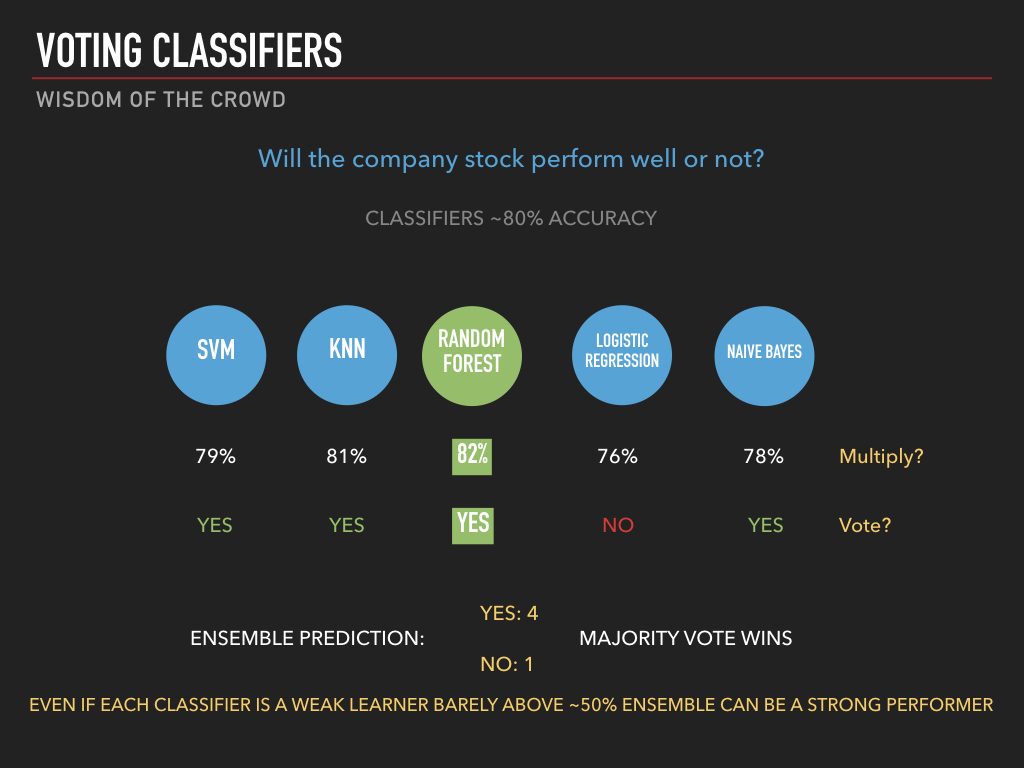 VOTING CLASSIFIERS
WISDOM OF THE CROWD
Will the company stock perform well or not?
CLASSIFIERS ~80% ACCURACY
SVM KNN RANDOM FOREST LOGISTIC REGRESSION NAIVE BAYES
79% 81% 82% 76% 78% Multiply?
YES YES YES NO YES Vote?
YES: 4
ENSEMBLE PREDICTION: MAJORITY VOTE WINS
NO: 1
EVEN IF EACH CLASSIFIER IS A WEAK LEARNER BARELY ABOVE ~50% ENSEMBLE CAN BE A STRONG PERFORMER